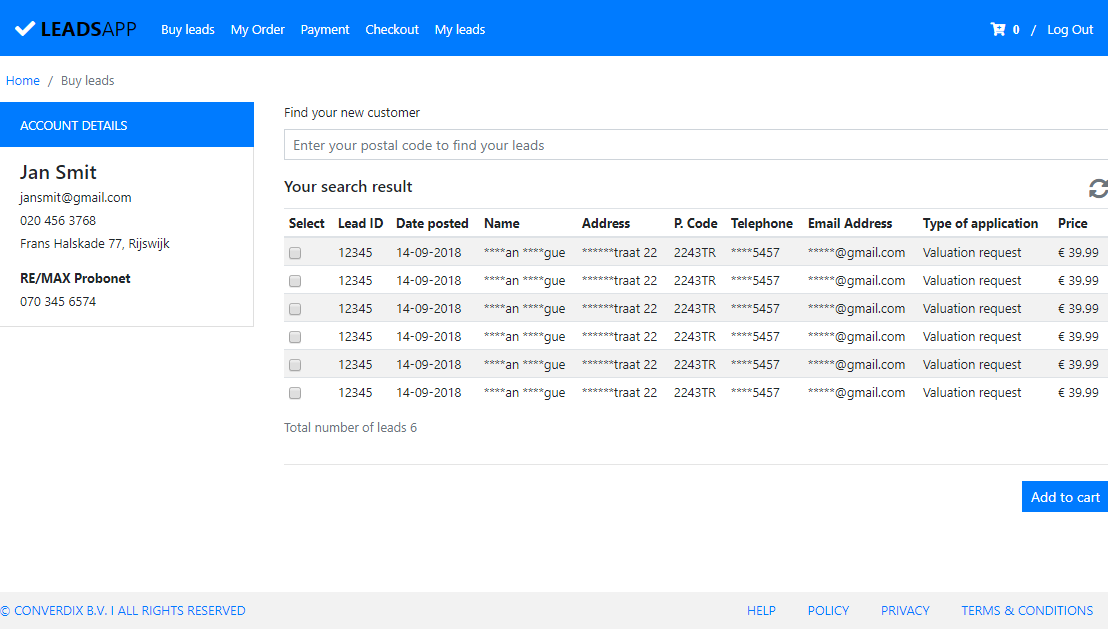 LEADSAPP Buy leads My Order Payment Checkout My leads 0 / Log Out
Home / Buy leads
ACCOUNT DETAILS
Jan Smit
jansmit@gmail.com
020 456 3768
Frans Halskade 77, Rijswijk
RE/MAX Probonet
070 345 6574
Find your new customer
Enter your postal code to find your leads
Your search result
Select Lead ID Date posted Name Address P. Code Telephone Email Address Type of application Price
12345 14-09-2018 ****an ****gue ******traat 22 2243TR ****5457 *****@gmail.com Valuation request € 39.99
12345 14-09-2018 ****an ****gue ******traat 22 2243TR ****5457 *****@gmail.com Valuation request € 39.99
12345 14-09-2018 ****an ****gue ******traat 22 2243TR ****5457 *****@gmail.com Valuation request € 39.99
12345 14-09-2018 ****an ****gue ******traat 22 2243TR ****5457 *****@gmail.com Valuation request € 39.99
12345 14-09-2018 ****an ****gue ******traat 22 2243TR ****5457 *****@gmail.com Valuation request € 39.99
12345 14-09-2018 ****an ****gue ******traat 22 2243TR ****5457 *****@gmail.com Valuation request € 39.99
Total number of leads 6
Add to cart
© CONVERDIX B.V. I ALL RIGHTS RESERVED HELP POLICY PRIVACY TERMS & CONDITIONS